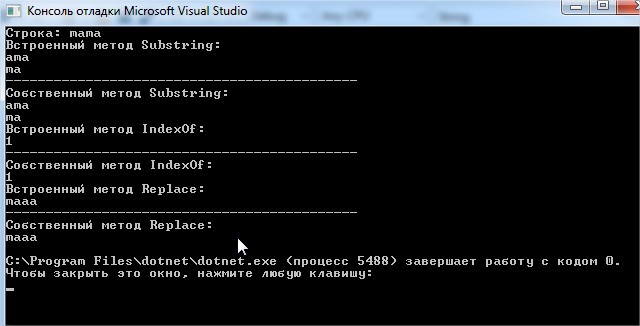 Консоль отладки Microsoft Visual Studio
Строка: mama
Встроенный метод Substring:
ama
ma
--------------------------------------------
Собственный метод Substring:
ama
ma
Встроенный метод IndexOf:
1
--------------------------------------------
Собственный метод IndexOf:
1
Встроенный метод Replace:
maaa
--------------------------------------------
Собственный метод Replace:
maaa
C:\Program Files\dotnet\dotnet.exe (процесс 5488) завершает работу с кодом 0.
Чтобы закрыть это окно, нажмите любую клавишу: